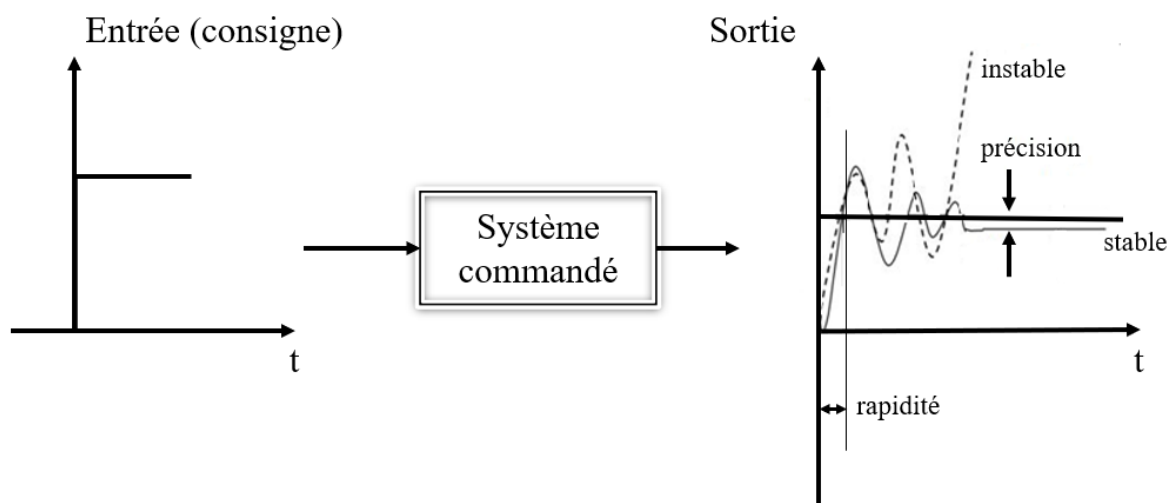 Entrée (consigne)
t
Système
commandé
Sortie
instable
précision
stable
t
rapidité